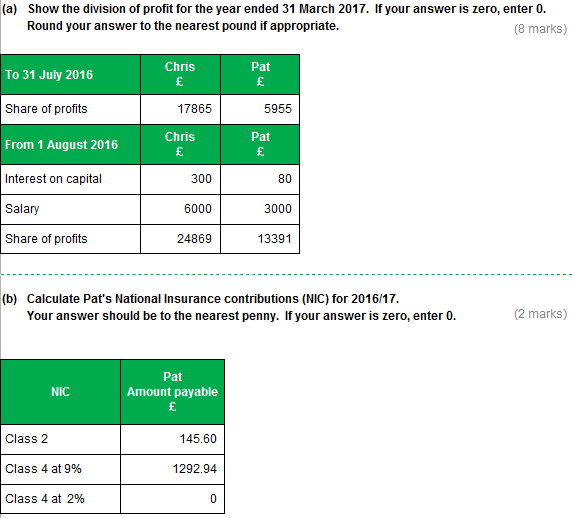 (a) Show the division of profit for the year ended 31 March 2017. If your answer is zero, enter 0.
Round your answer to the nearest pound if appropriate.
(8 marks)
To 31 July 2016 Chris £ Pat £
Share of profits 17865 5955
From 1 August 2016 Chris £ Pat £
Interest on capital 300 80
Salary 6000 3000
Share of profits 24869 13391
(b) Calculate Pat's National Insurance contributions (NIC) for 2016/17.
Your answer should be to the nearest penny. If your answer is zero, enter 0.
(2 marks)
NIC Pat Amount payable £
Class 2 145.60
Class 4 at 9% 1292.94
Class 4 at 2% 0